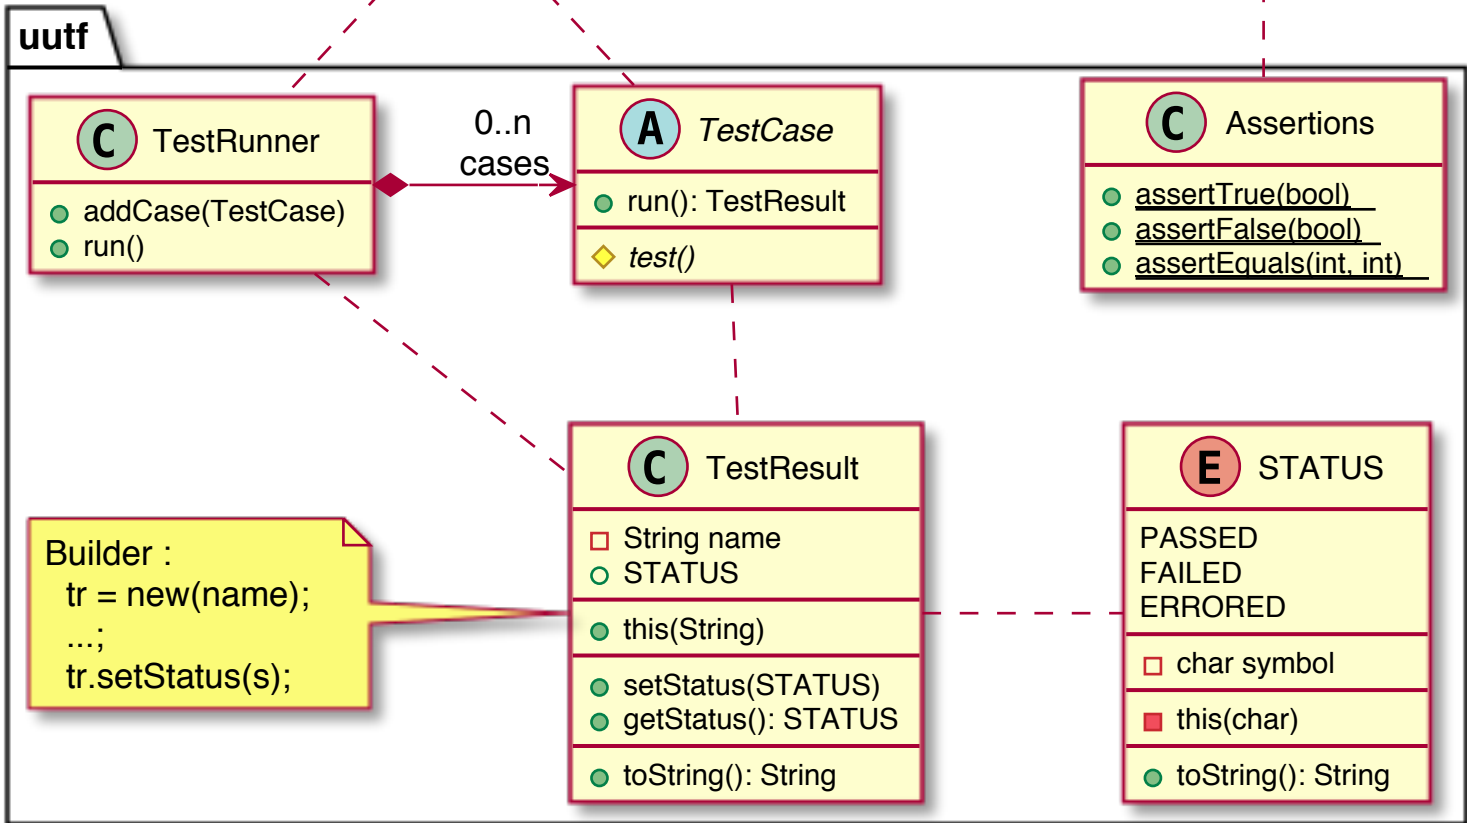 uutf
C TestRunner
addCase(TestCase)
run()
0..n
cases
A TestCase
run(): TestResult
test()
C Assertions
assertTrue(bool)
assertFalse(bool)
assertEquals(int, int)
Builder :
tr = new(name);
...;
tr.setStatus(s);
C TestResult
String name
STATUS
this(String)
setStatus(STATUS)
getStatus(): STATUS
toString(): String
E STATUS
PASSED
FAILED
ERRORED
char symbol
this(char)
toString(): String